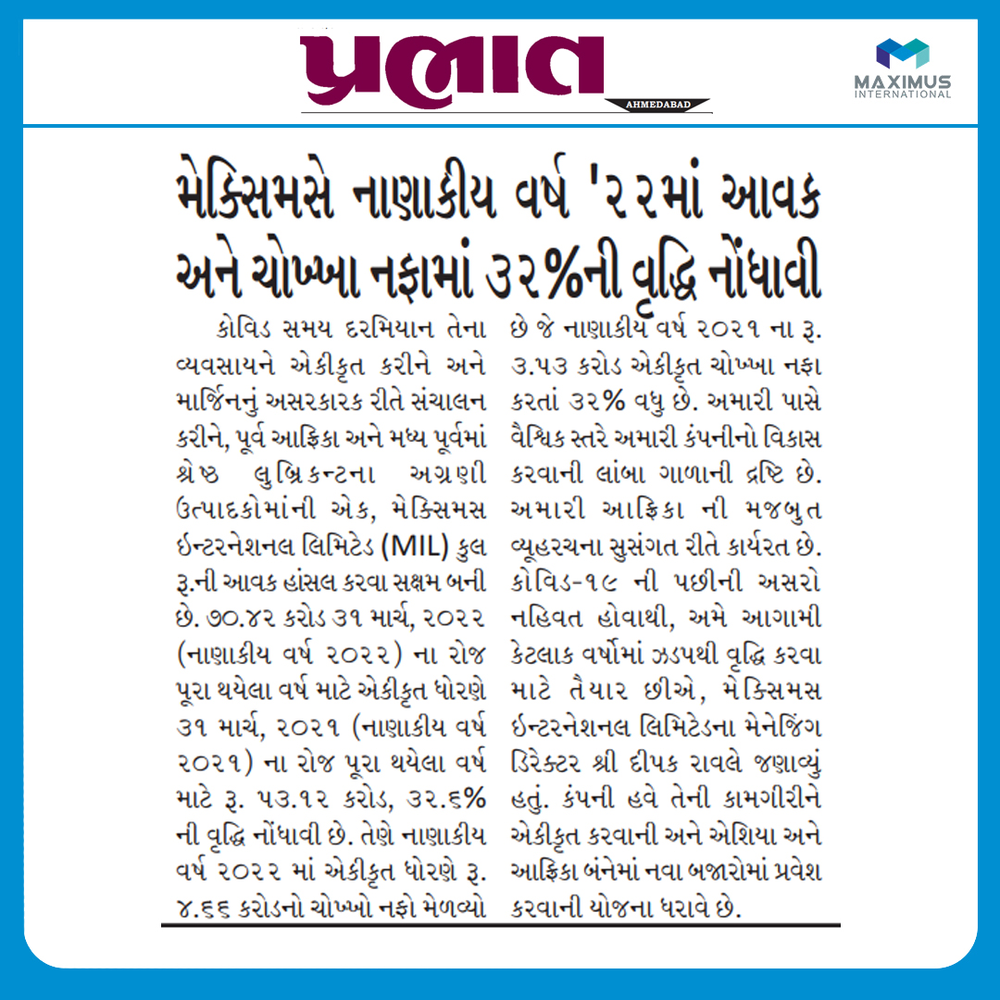 પ્રભાત
AHMEDABAD
MAXIMUS
INTERNATIONAL
મેક્સિમસે નાણાકીય વર્ષ '૨૨માં આવક
અને ચોખ્ખા નફામાં ૩૨%ની વૃદ્ધિ નોંધાવી
કોવિડ સમય દરમિયાન તેના
વ્યવસાયને એકીકૃત કરીને અને
માર્જિનનું અસરકારક રીતે સંચાલન
કરીને, પૂર્વ આફ્રિકા અને મધ્ય પૂર્વમાં
શ્રેષ્ઠ લુબ્રિકન્ટના અગ્રણી
ઉત્પાદકોમાંની એક, મેક્સિમસ
ઇન્ટરનેશનલ લિમિટેડ (MIL) કુલ
રૂ.ની આવક હાંસલ કરવા સક્ષમ બની
છે. ૭૦.૪૨ કરોડ ૩૧ માર્ચ, ૨૦૨૨
(નાણાકીય વર્ષ ૨૦૨૨) ના રોજ
પૂરા થયેલા વર્ષ માટે એકીકૃત ધોરણે
૩૧ માર્ચ, ૨૦૨૧ (નાણાકીય વર્ષ
૨૦૨૧) ના રોજ પૂરા થયેલા વર્ષ
માટે રૂ. ૫૩.૧૨ કરોડ, ૩૨.૬%
ની વૃદ્ધિ નોંધાવી છે. તેણે નાણાકીય
વર્ષ ૨૦૨૨ માં એકીકૃત ધોરણે રૂ.
૪.૬૬ કરોડનો ચોખ્ખો નફો મેળવ્યો
છે જે નાણાકીય વર્ષ ૨૦૨૧ ના રૂ.
૩.૫૩ કરોડ એકીકૃત ચોખ્ખા નફા
કરતાં ૩૨% વધુ છે. અમારી પાસે
વૈશ્વિક સ્તરે અમારી કંપનીનો વિકાસ
કરવાની લાંબા ગાળાની દ્રષ્ટિ છે.
અમારી આફ્રિકા ની મજબુત
વ્યૂહરચના સુસંગત રીતે કાર્યરત છે.
કોવિડ-૧૯ ની પછીની અસરો
નહિવત હોવાથી, અમે આગામી
કેટલાક વર્ષોમાં ઝડપથી વૃદ્ધિ કરવા
માટે તૈયાર છીએ, મેક્સિમસ
ઇન્ટરનેશનલ લિમિટેડના મેનેજિંગ
ડિરેક્ટર શ્રી દીપક રાવલે જણાવ્યું
હતું. કંપની હવે તેની કામગીરીને
એકીકૃત કરવાની અને એશિયા અને
આફ્રિકા બંનેમાં નવા બજારોમાં પ્રવેશ
કરવાની યોજના ધરાવે છે.